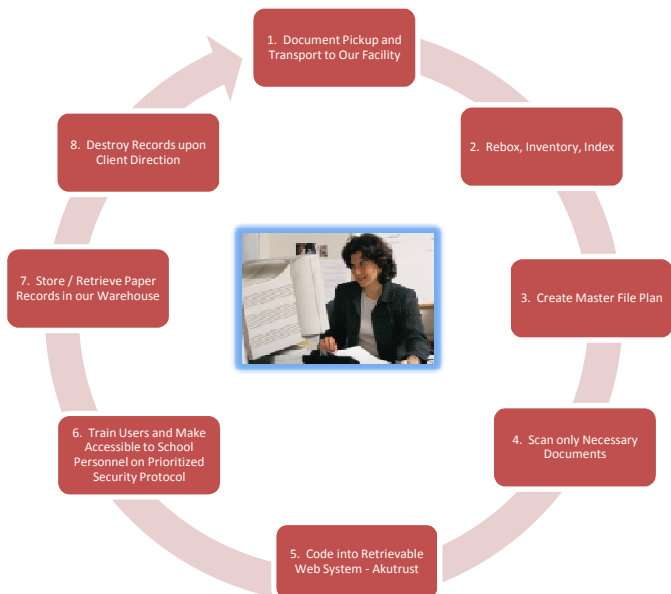 1. Document Pickup and
Transport to Our Facility
2. Rebox, Inventory, Index
3. Create Master File Plan
4. Scan only Necessary
Documents
5. Code into Retrievable
Web System - Akutrust
6. Train Users and Make
Accessible to School
Personnel on Prioritized
Security Protocol
7. Store / Retrieve Paper
Records in our Warehouse
8. Destroy Records upon
Client Direction